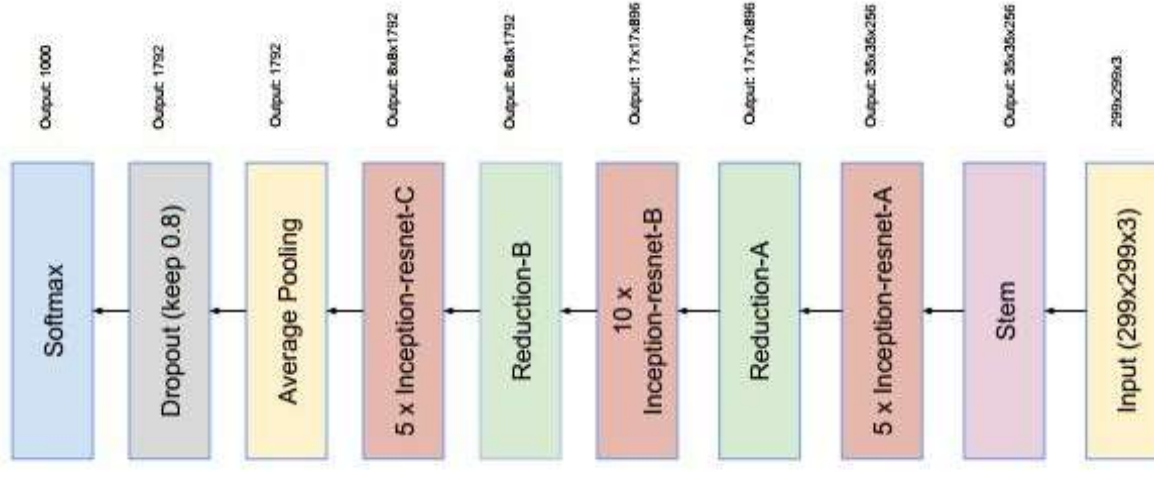 Softmax
Output: 1000
Dropout (keep 0.8)
Output: 1792
Average Pooling
Output: 1792
5 x Inception-resnet-C
Output: 8x8x1792
Reduction-B
Output: 8x8x1792
10 x
Inception-resnet-B
Output: 17x17x896
Reduction-A
Output: 17x17x896
5 x Inception-resnet-A
Output: 35x35x256
Stem
Output: 35x35x256
Input (299x299x3)
299x299x3